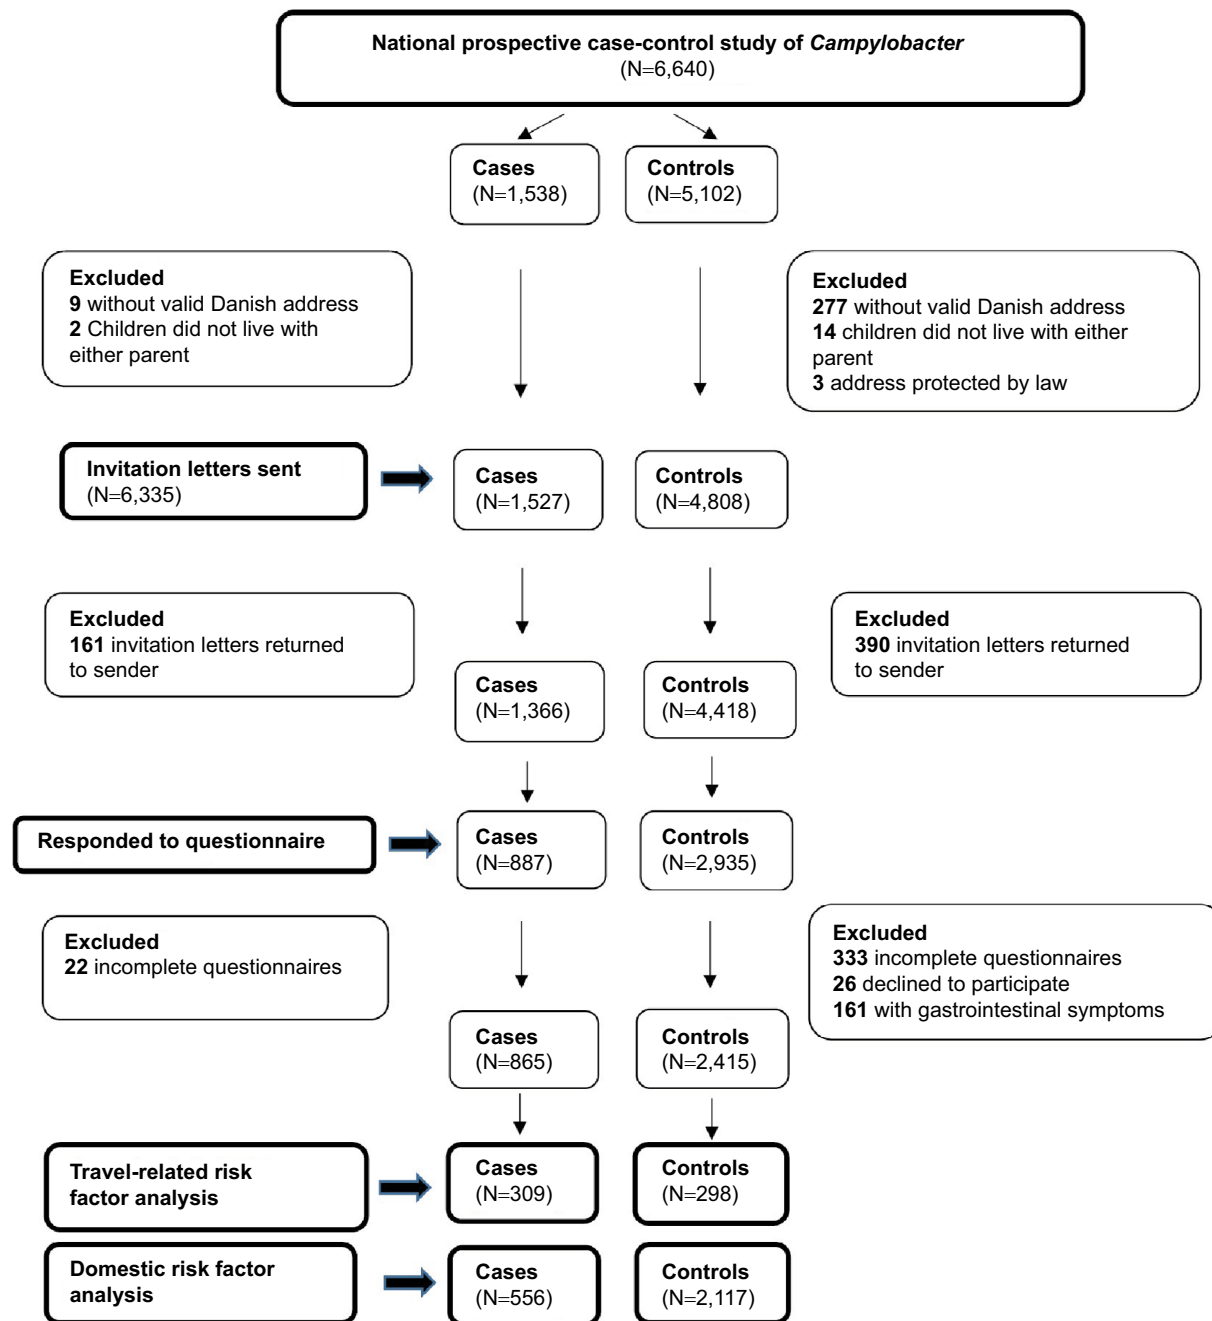 National prospective case-control study of Campylobacter
(N=6,640)
Cases
(N=1,538)
Controls
(N=5,102)
Excluded
9 without valid Danish address
2 Children did not live with
either parent
Excluded
277 without valid Danish address
14 children did not live with either
parent
3 address protected by law
Invitation letters sent
(N=6,335)
Cases
(N=1,527)
Controls
(N=4,808)
Excluded
161 invitation letters returned
to sender
Excluded
390 invitation letters returned
to sender
Cases
(N=1,366)
Controls
(N=4,418)
Responded to questionnaire
Cases
(N=887)
Controls
(N=2,935)
Excluded
22 incomplete questionnaires
Excluded
333 incomplete questionnaires
26 declined to participate
161 with gastrointestinal symptoms
Cases
(N=865)
Controls
(N=2,415)
Travel-related risk
factor analysis
Cases
(N=309)
Controls
(N=298)
Domestic risk factor
analysis
Cases
(N=556)
Controls
(N=2,117)